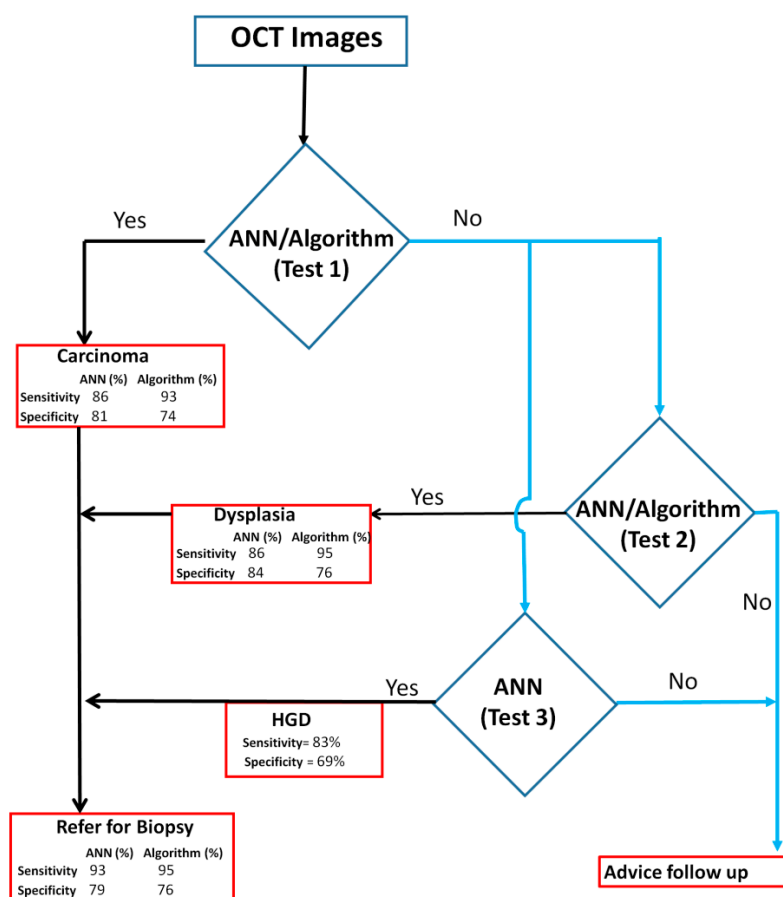 OCT Images
Yes
No
ANN/Algorithm
(Test 1)
Carcinoma
ANN (%) Algorithm (%)
Sensitivity 86 93
Specificity 81 74
Yes
ANN/Algorithm
(Test 2)
Dysplasia
ANN (%) Algorithm (%)
Sensitivity 86 95
Specificity 84 76
No
Yes
ANN
(Test 3)
No
HGD
Sensitivity= 83%
Specificity = 69%
Refer for Biopsy
ANN (%) Algorithm (%)
Sensitivity 93 95
Specificity 79 76
Advice follow up